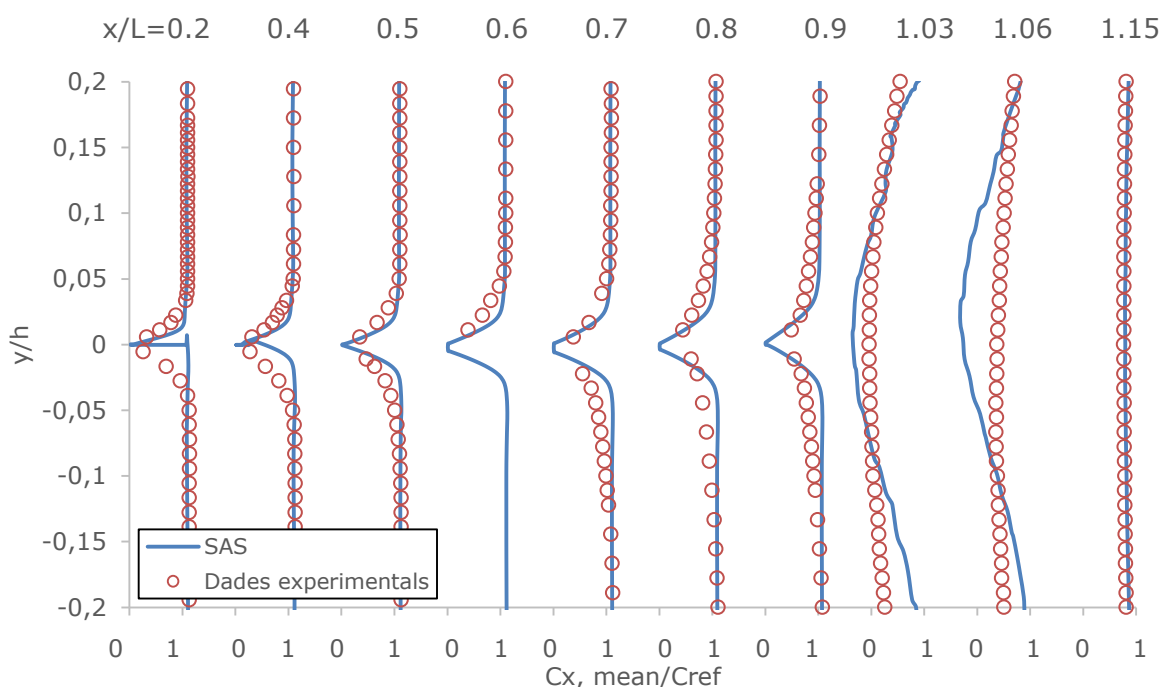 x/L=0.2 0.4 0.5 0.6 0.7 0.8 0.9 1.03 1.06 1.15
0,2
0,15
0,1
0,05
0
-0,05
-0,1
-0,15
-0,2
y/h
SAS
Dades experimentals
0 1 0 1 0 1 0 1 0 1 0 1 0 1 0 1 0 1 0 1
Cx, mean/Cref